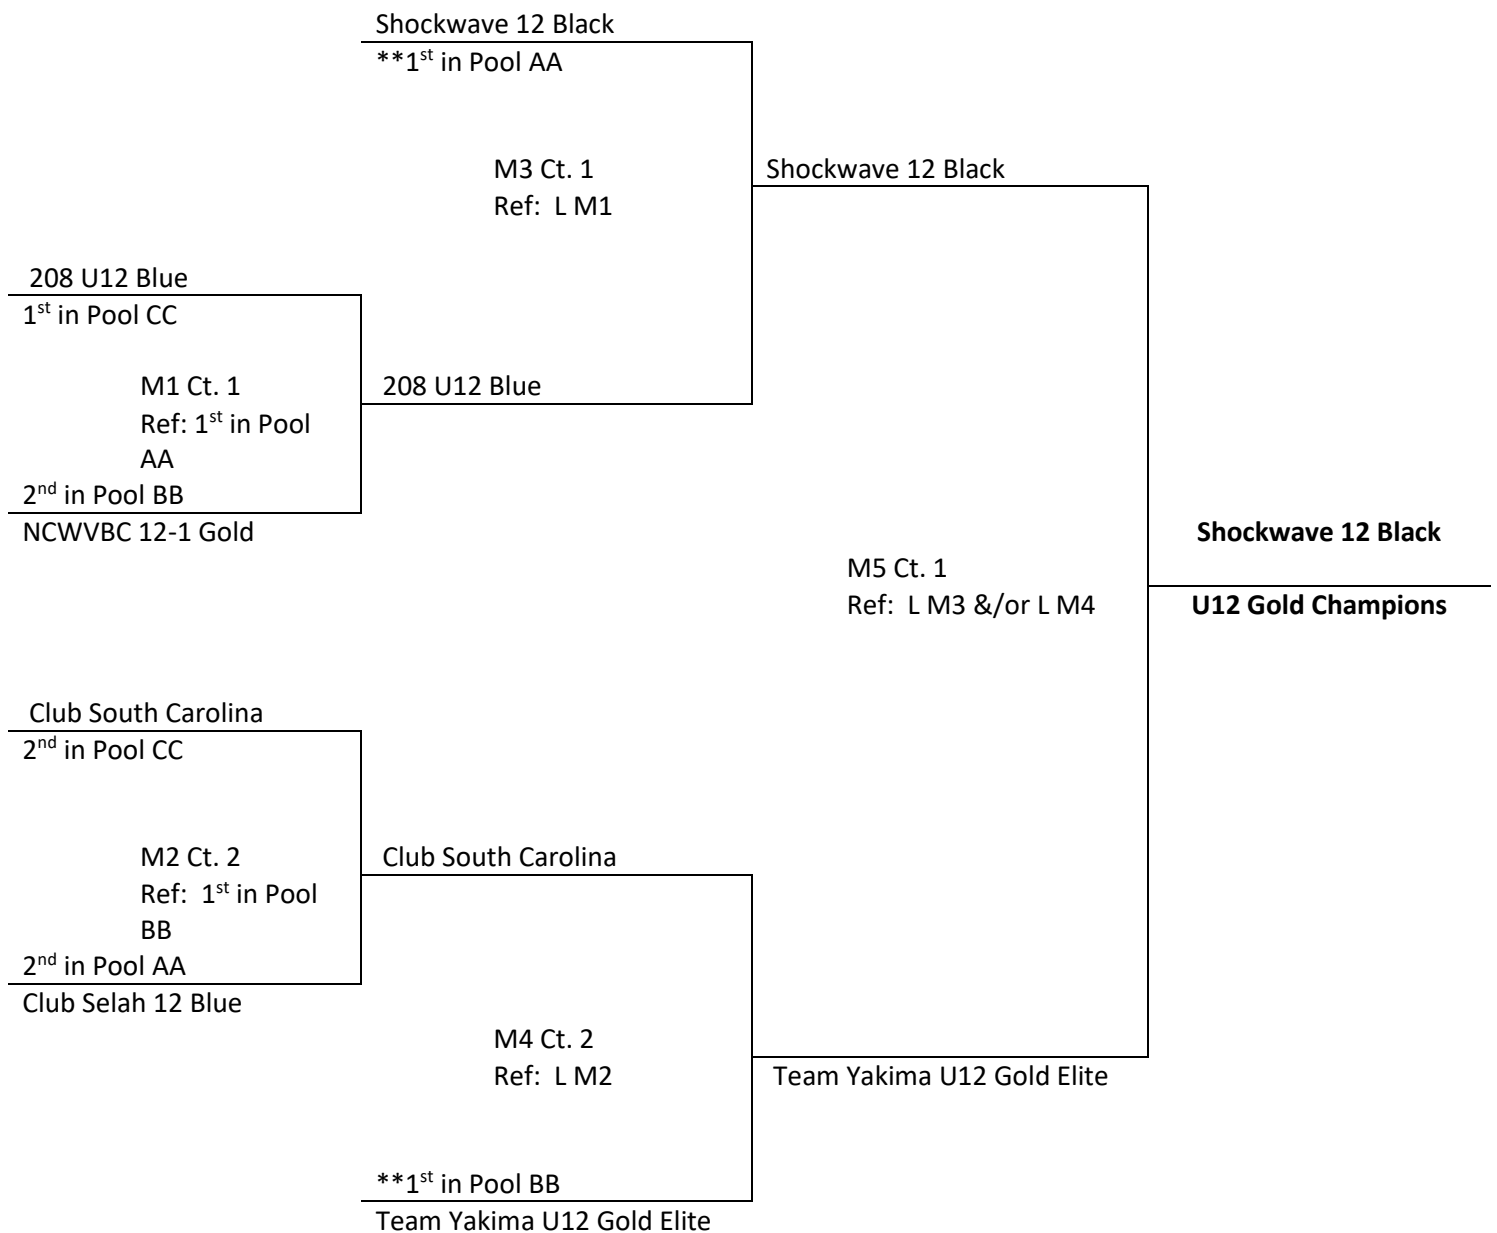 Shockwave 12 Black
**1st in Pool AA
M3 Ct. 1
Ref: L M1
Shockwave 12 Black
208 U12 Blue
1st in Pool CC
M1 Ct. 1
Ref: 1st in Pool
AA
208 U12 Blue
2nd in Pool BB
NCWVBC 12-1 Gold
Shockwave 12 Black
M5 Ct. 1
Ref: L M3 &/or L M4
U12 Gold Champions
Club South Carolina
2nd in Pool CC
M2 Ct. 2
Ref: 1st in Pool
BB
Club South Carolina
2nd in Pool AA
Club Selah 12 Blue
M4 Ct. 2
Ref: L M2
Team Yakima U12 Gold Elite
**1st in Pool BB
Team Yakima U12 Gold Elite